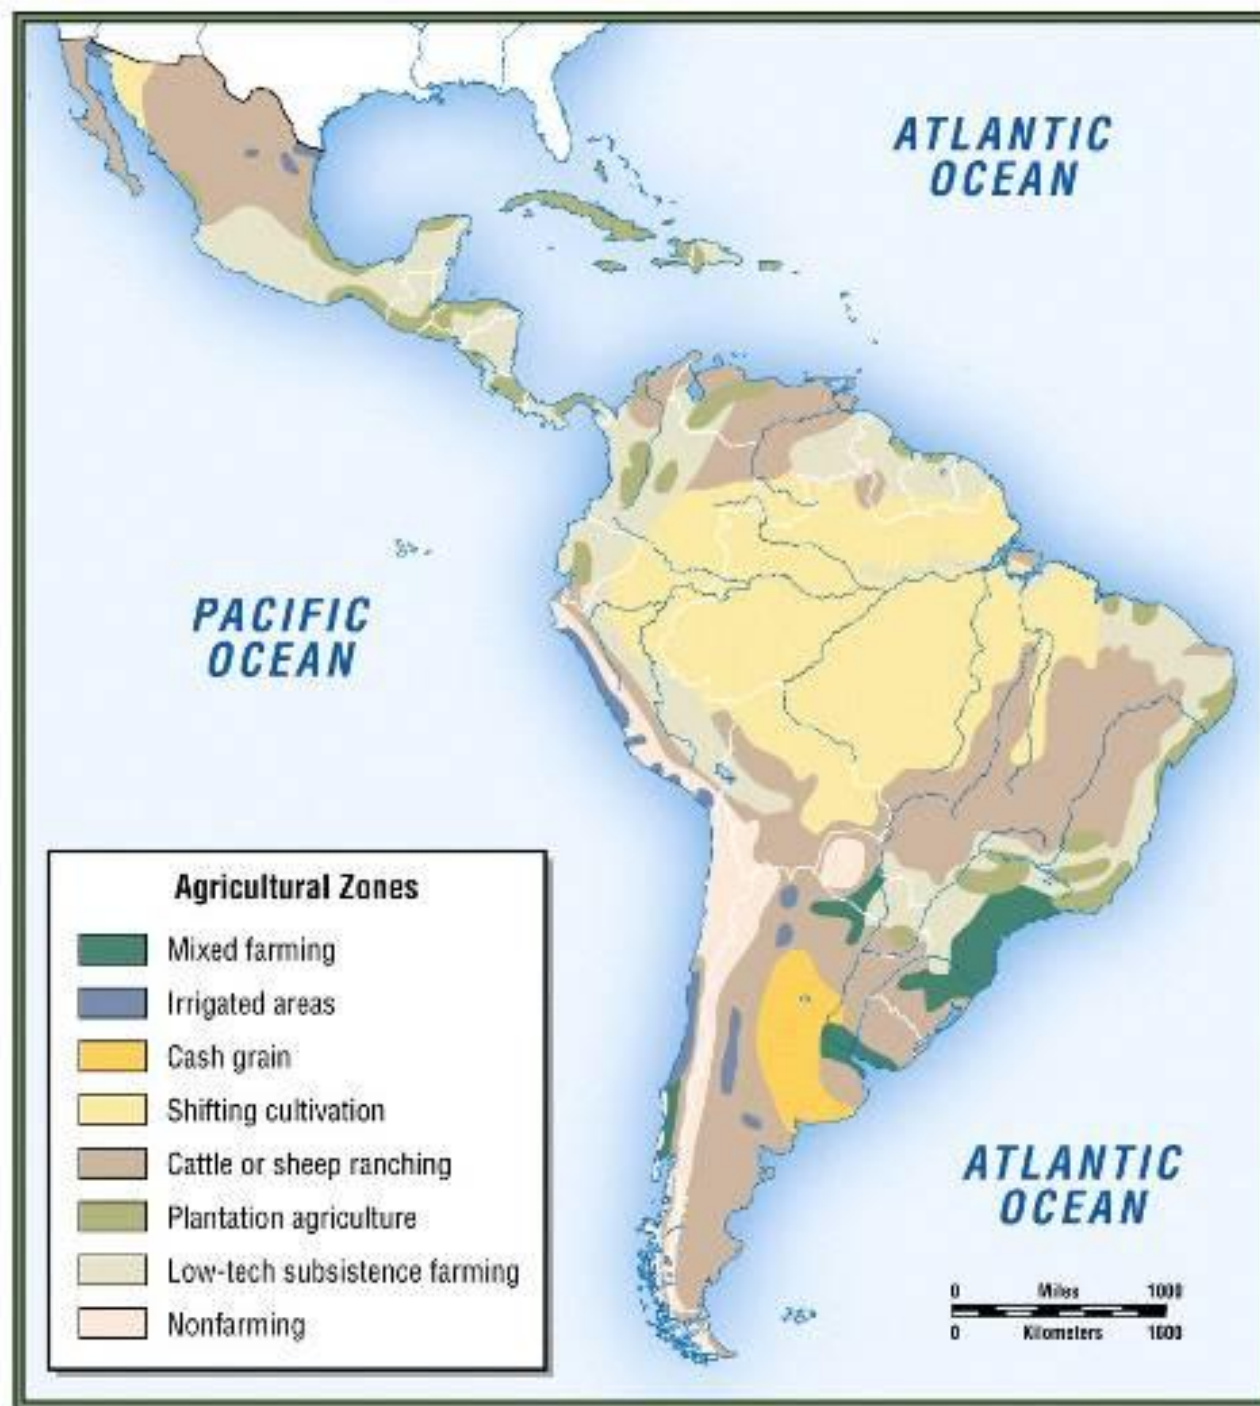 ATLANTIC
OCEAN
PACIFIC
OCEAN
Agricultural Zones
Mixed farming
Irrigated areas
Cash grain
Shifting cultivation
Cattle or sheep ranching
Plantation agriculture
Low-tech subsistence farming
Nonfarming
ATLANTIC
OCEAN
0 Miles 1000
0 Kilometers 1600